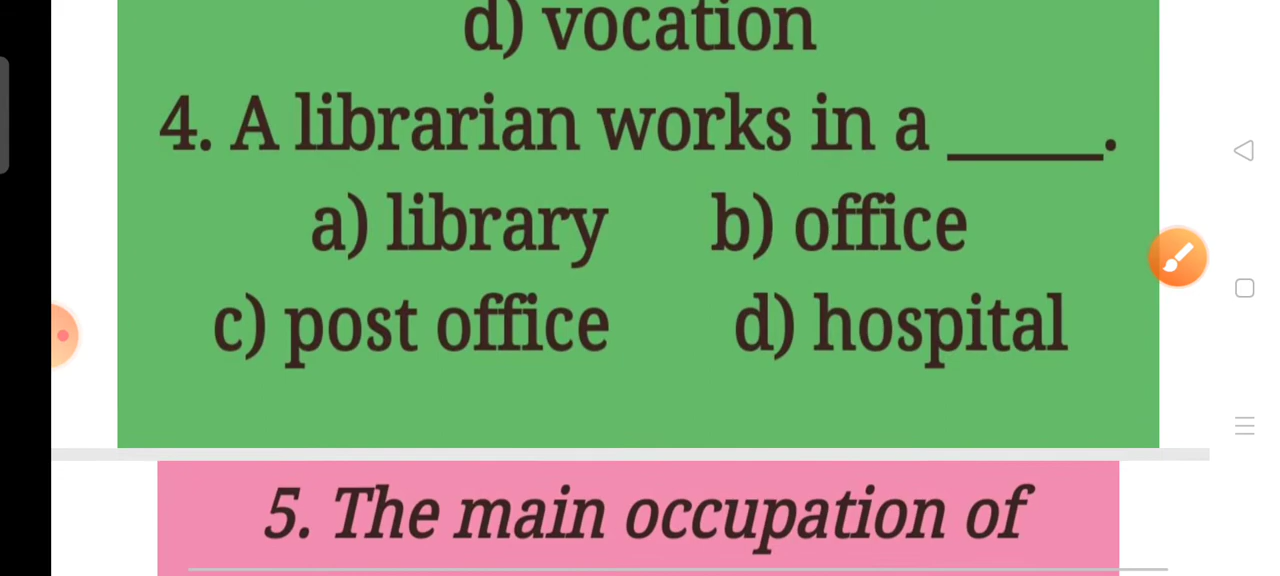 d) vocation
4. A librarian works in a _____.
a) library b) office
c) post office d) hospital
5. The main occupation of